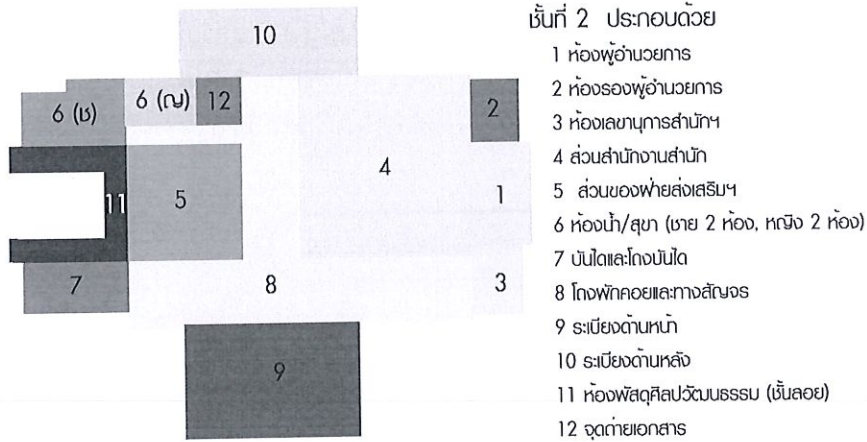 ชั้นที่ 2 ประกอบด้วย
1 ห้องผู้อำนวยการ
2 ห้องรองผู้อำนวยการ
3 ห้องเลขานุการสำนักฯ
4 ส่วนสำนักงานสำนัก
5 ส่วนของฝ่ายส่งเสริมฯ
6 ห้องน้ำ/สุขา (ชาย 2 ห้อง, หญิง 2 ห้อง)
7 บันไดและโถงบันได
8 โถงพักคอยและทางสัญจร
9 ระเบียงด้านหน้า
10 ระเบียงด้านหลัง
11 ห้องพัสดุศิลปวัฒนธรรม (ชั้นลอย)
12 จุดถ่ายเอกสาร
10
6 (ช)
6 (ญ)
12
2
4
11
5
1
7
8
3
9